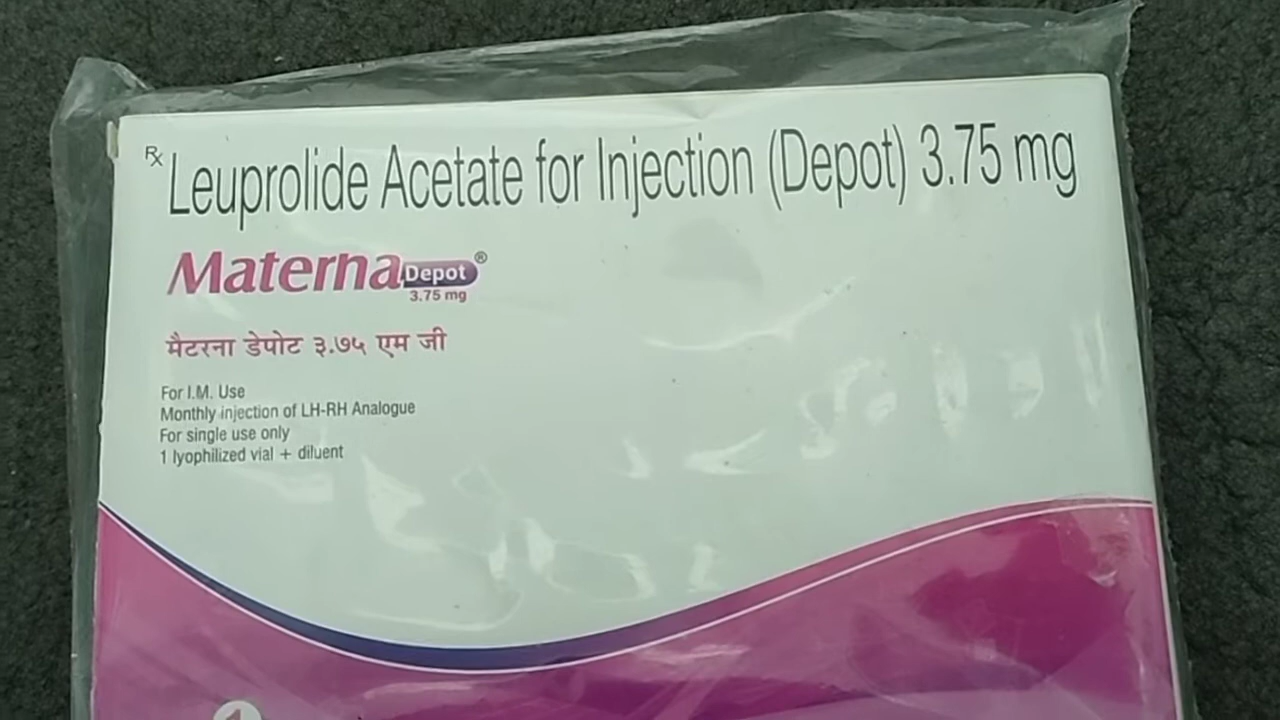 Rx Leuprolide Acetate for Injection (Depot) 3.75 mg
Materna Depot ®
3.75 mg
मैटरना डेपोट ३.७५ एम जी
For I.M. Use
Monthly injection of LH-RH Analogue
For single use only
1 lyophilized vial + diluent